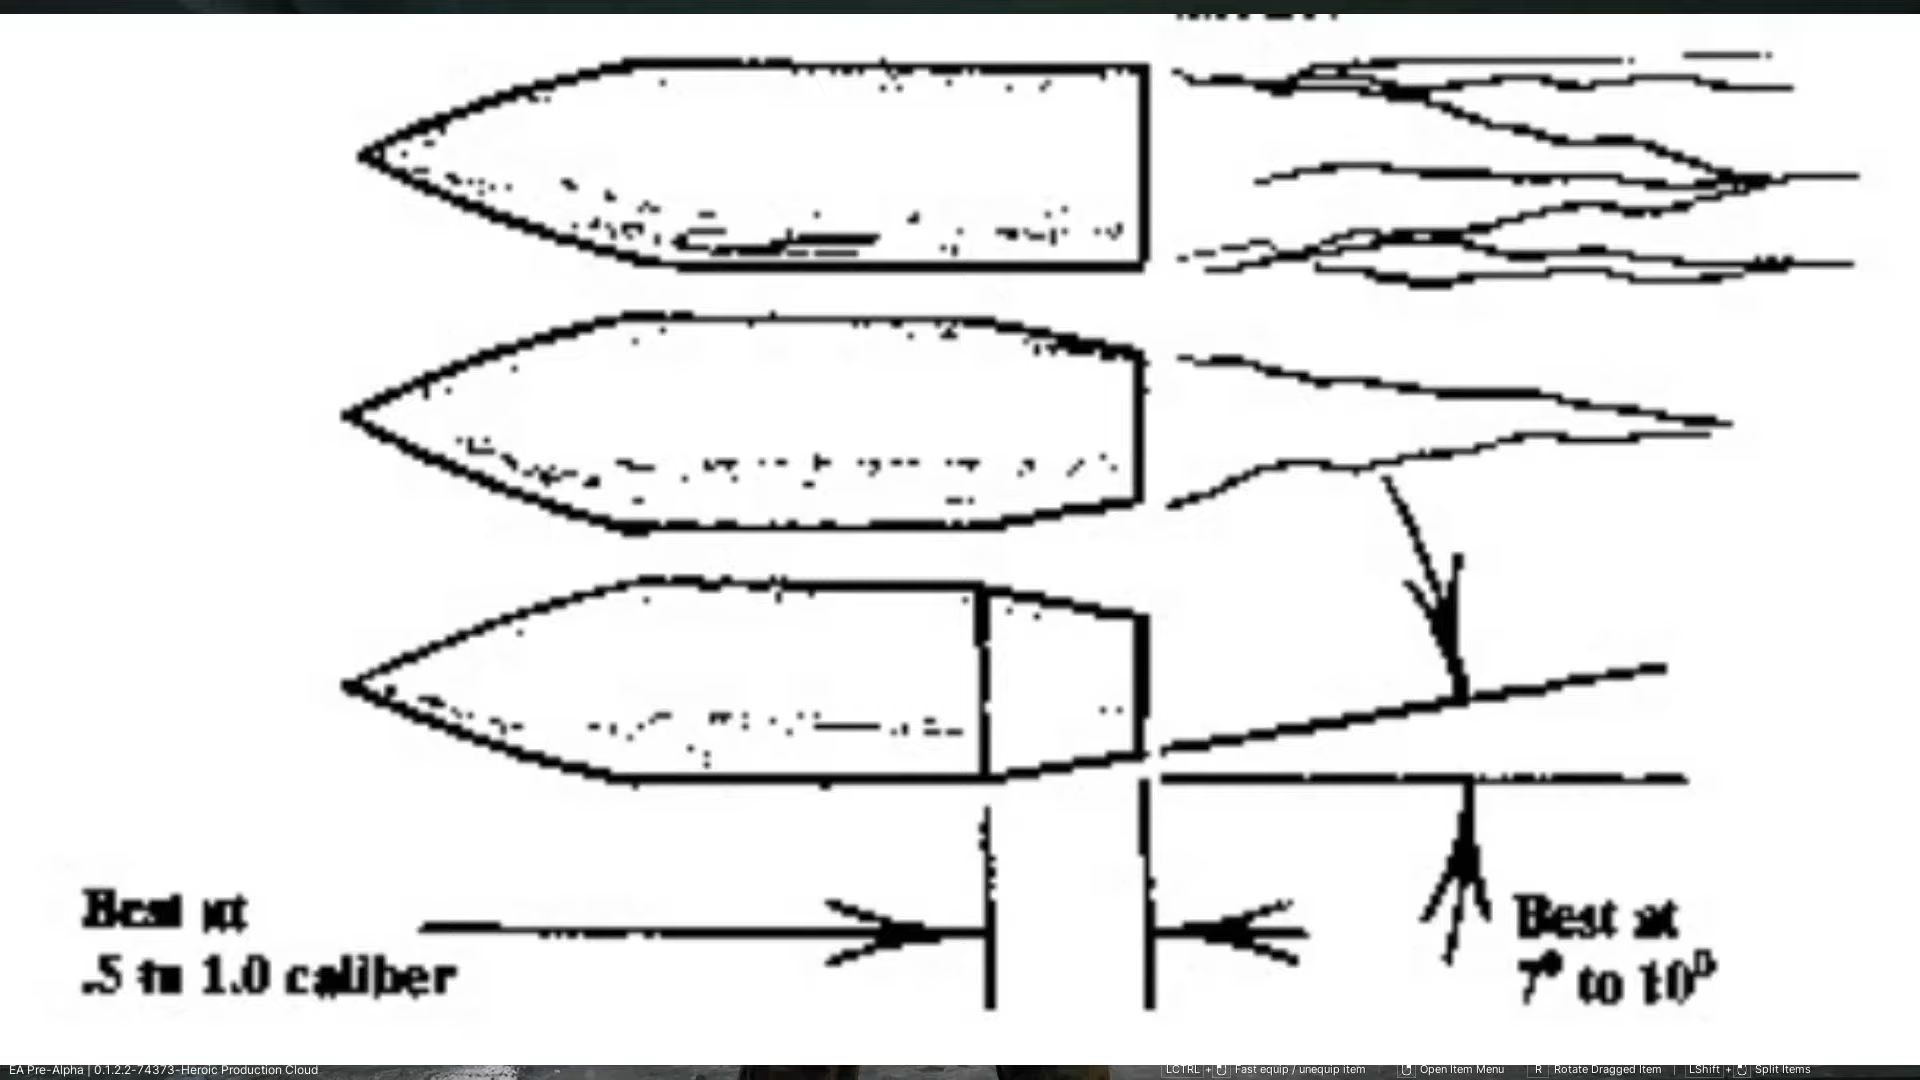 Best at
.5 to 1.0 caliber
Best at
7° to 10°
EA Pre-Alpha | 0.1.2.2-74373-Heroic Production Cloud
LCTRL + Fast equip / unequip item Open Item Menu R Rotate Dragged Item | LShift + Split Items